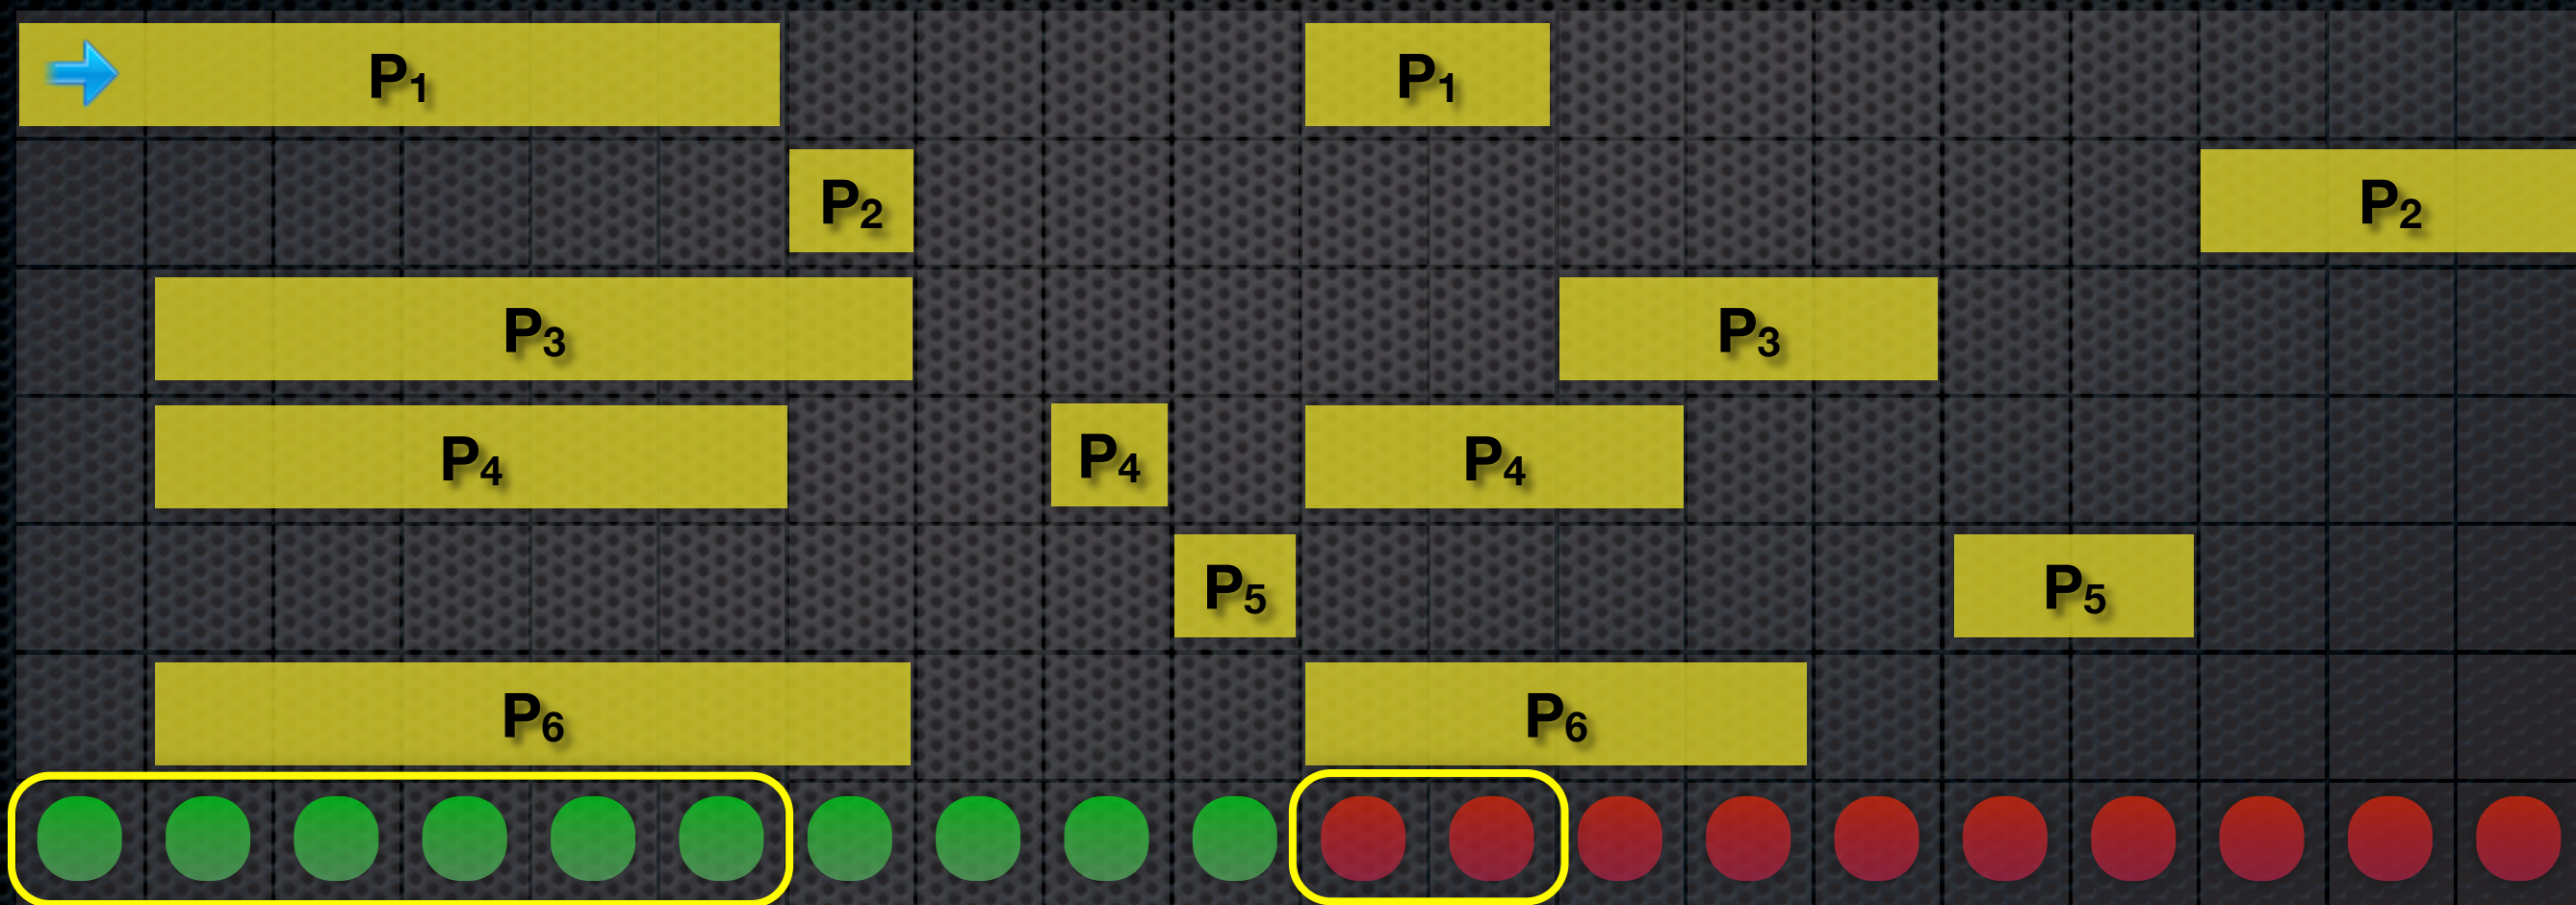 P₁ P₁
P₂ P₂
P₃ P₃
P₄ P₄ P₄
P₅ P₅
P₆ P₆